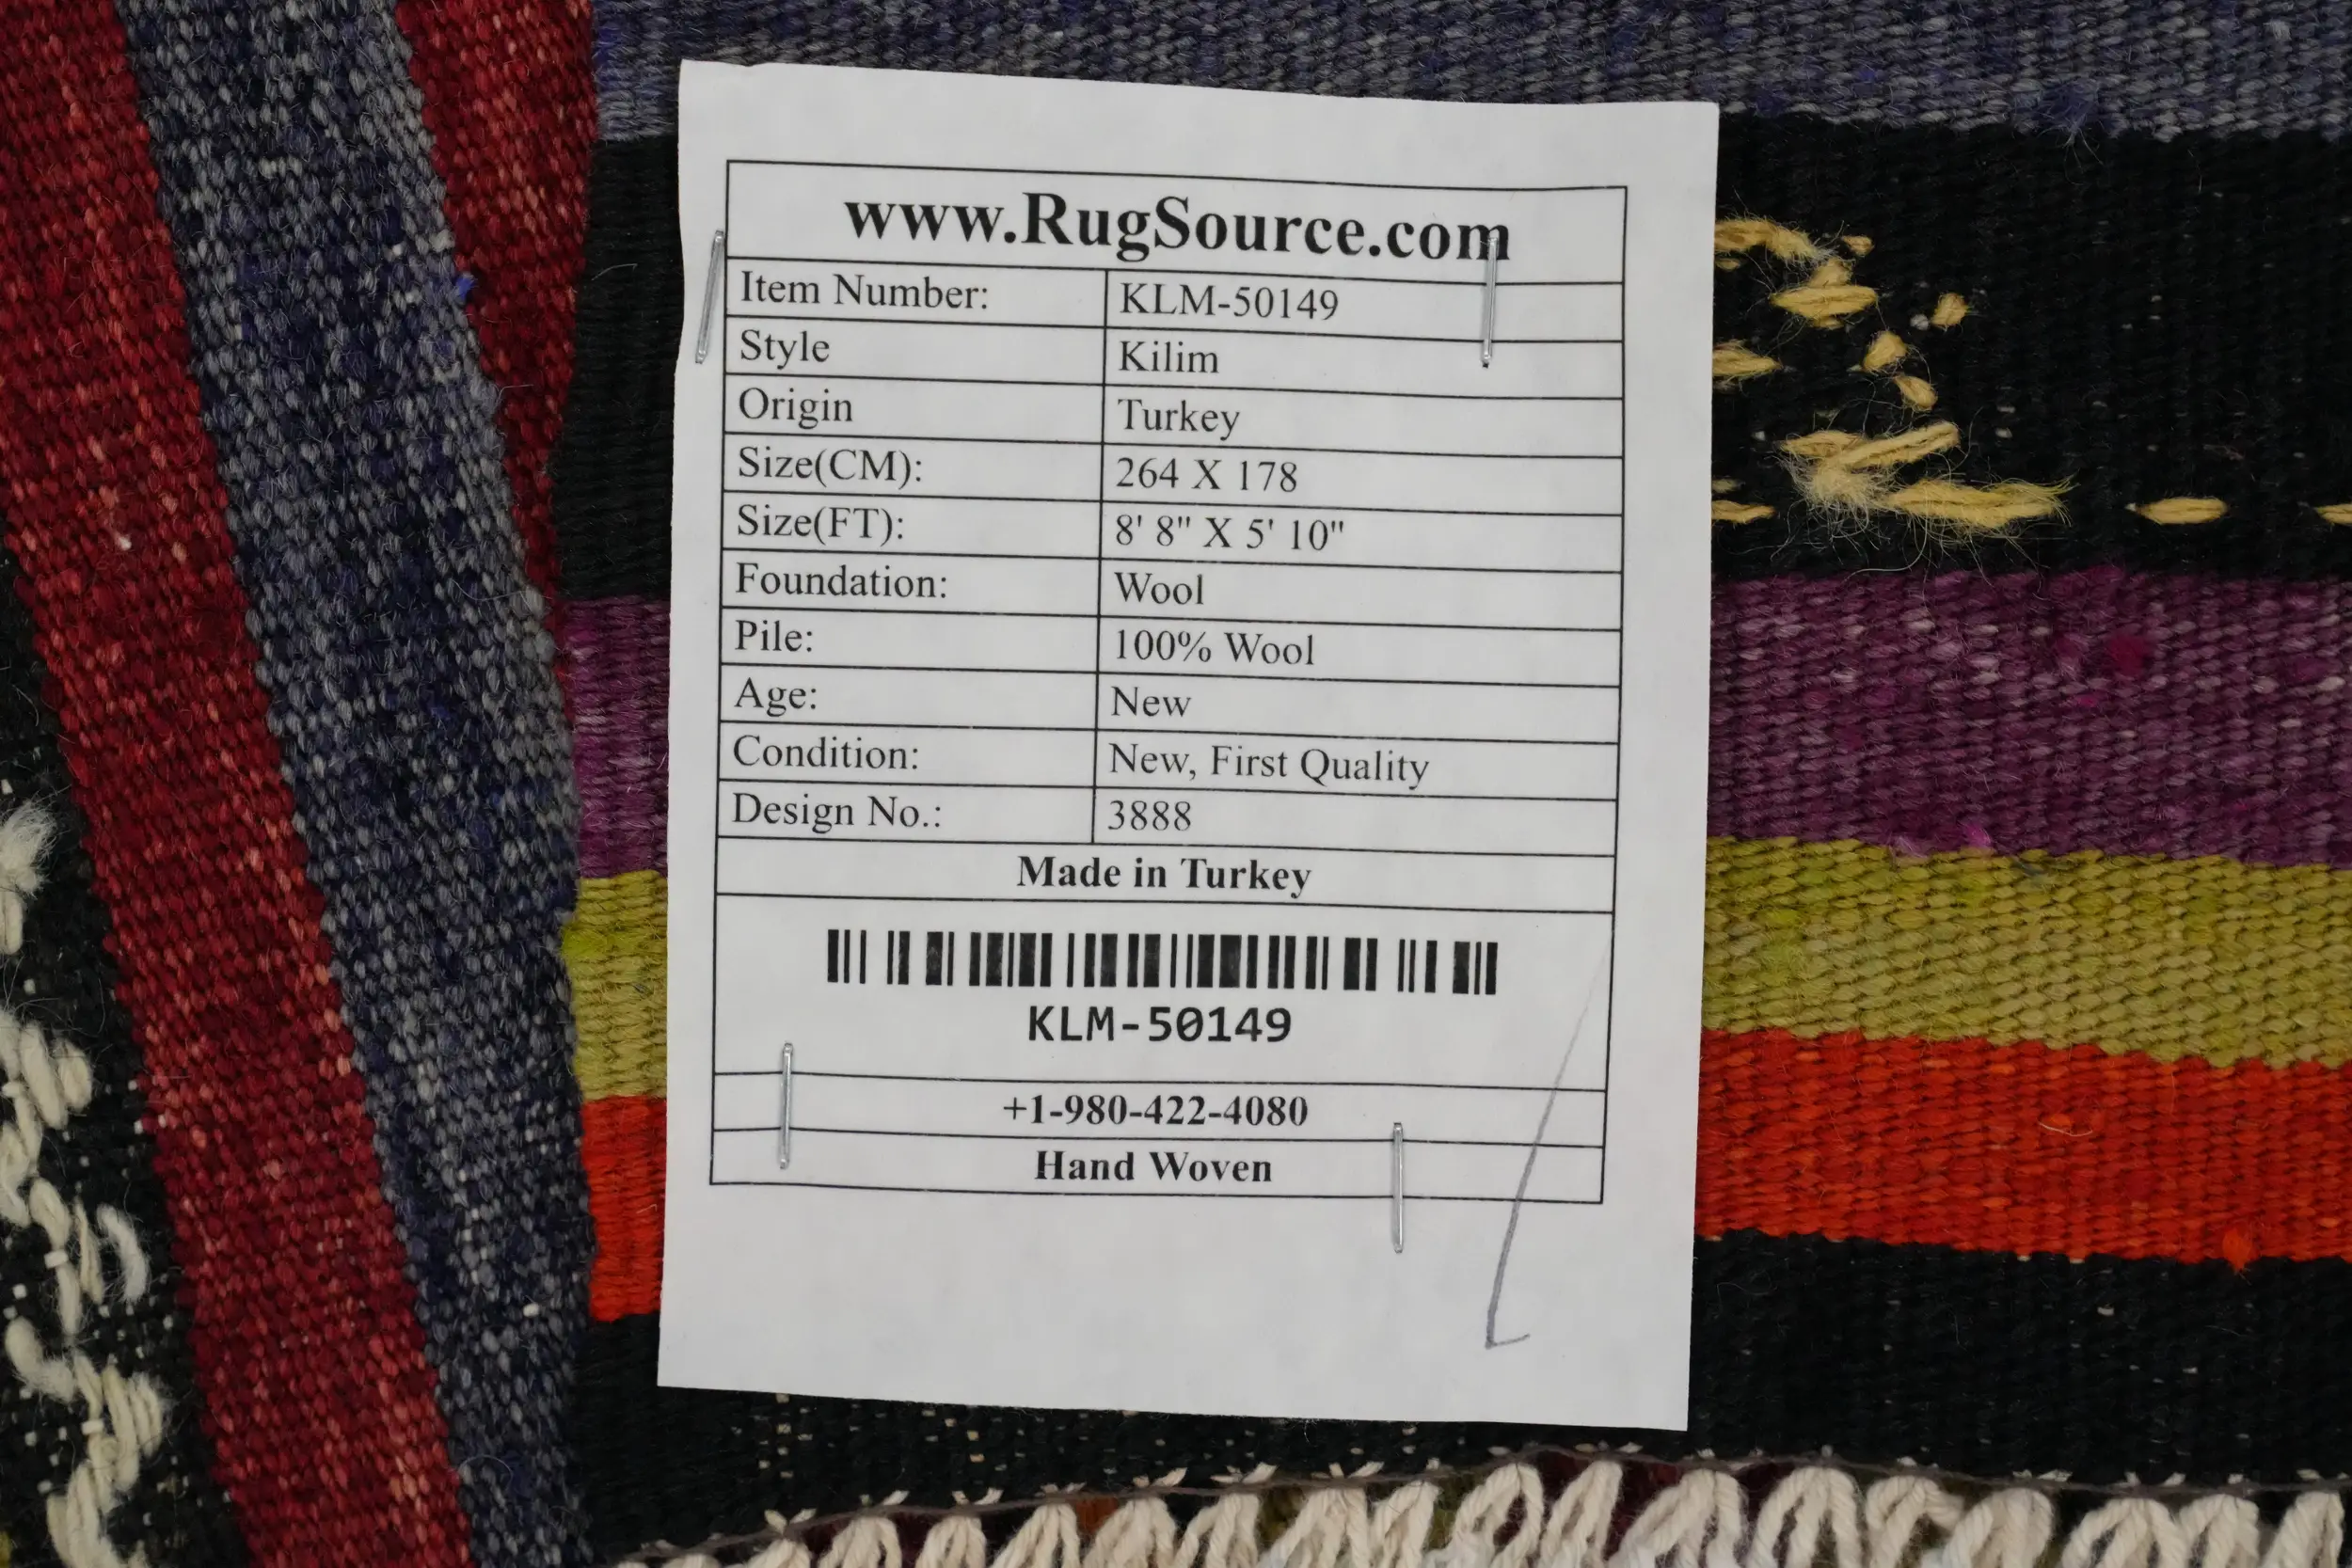 www.RugSource.com
Item Number: KLM-50149
Style Kilim
Origin Turkey
Size(CM): 264 X 178
Size(FT): 8' 8" X 5' 10"
Foundation: Wool
Pile: 100% Wool
Age: New
Condition: New, First Quality
Design No.: 3888
Made in Turkey
KLM-50149
+1-980-422-4080
Hand Woven